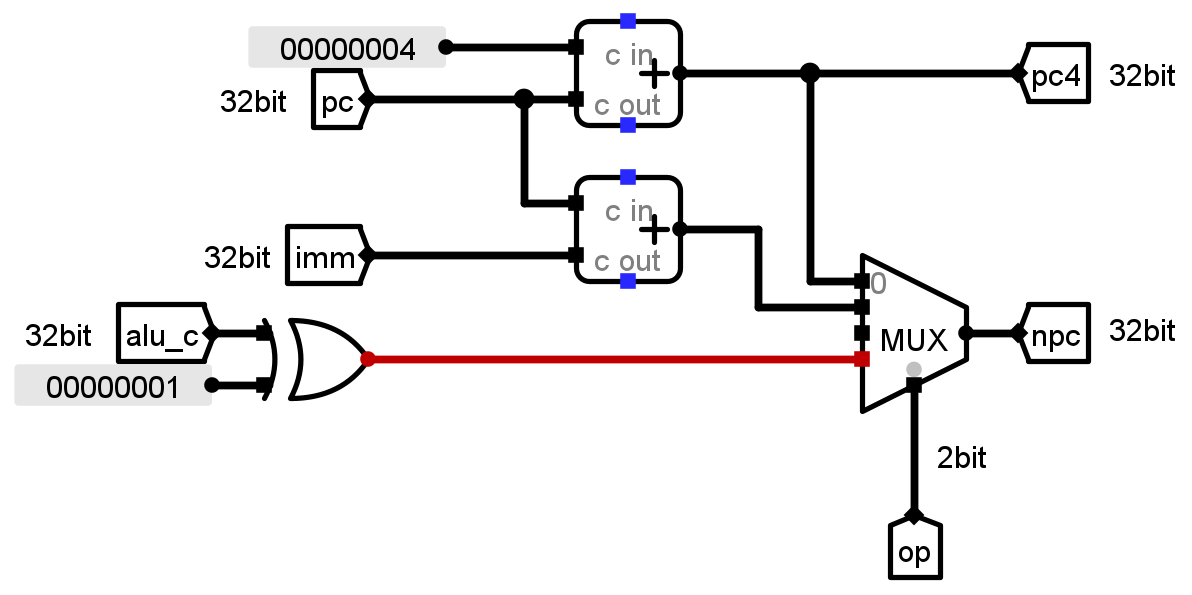 00000004
c in
pc4
32bit
32bit
pc
c out
c in
32bit
imm
c out
0
32bit
alu_c
MUX
npc
32bit
00000001
2bit
op